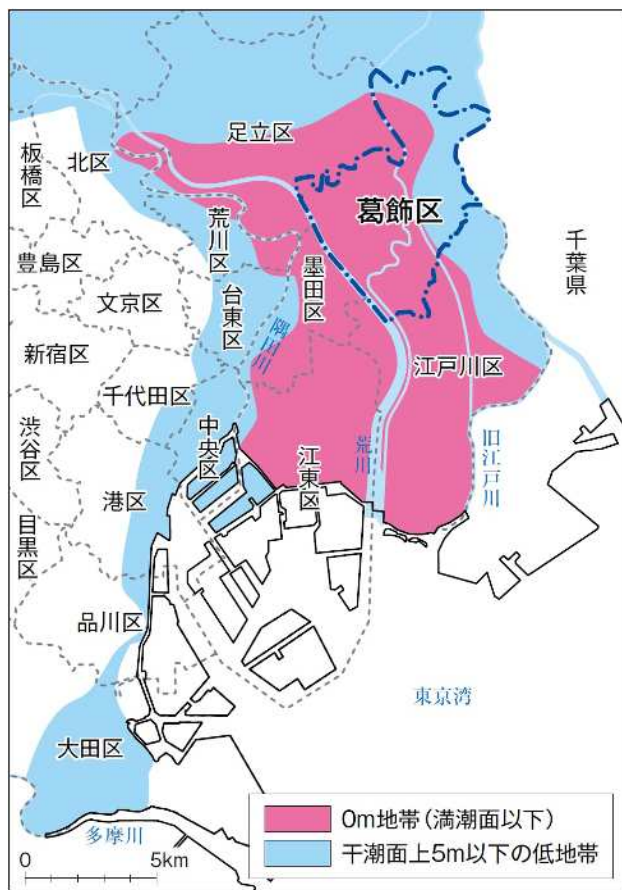 足立区
板橋区
北区
葛飾区
荒川区
千葉県
豊島区
墨田区
文京区
台東区
隅田川
新宿区
江戸川区
千代田区
渋谷区
中央区
荒川
旧江戸川
江東区
港区
目黒区
品川区
東京湾
大田区
0m地帯(満潮面以下)
干潮面上5m以下の低地帯
多摩川
0
5km